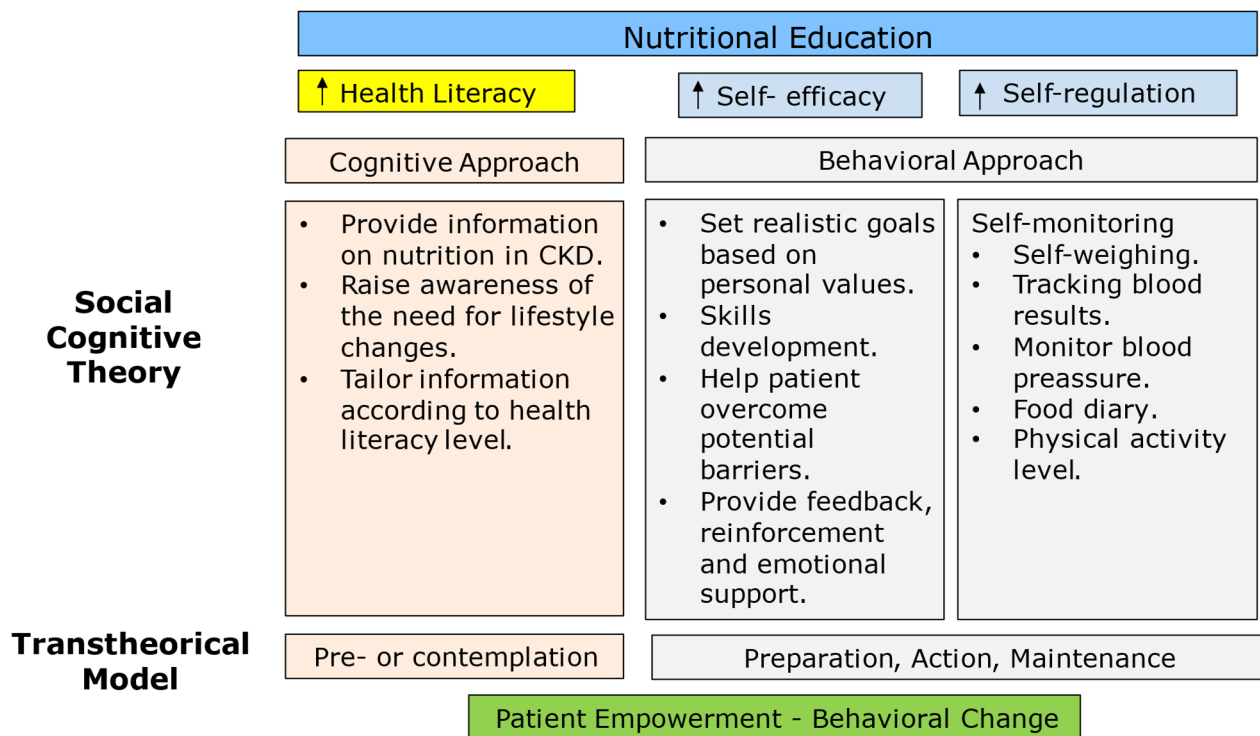 Nutritional Education
↑ Health Literacy
↑ Self- efficacy
↑ Self-regulation
Cognitive Approach
Behavioral Approach
Social
Cognitive
Theory
• Provide information
on nutrition in CKD.
• Raise awareness of
the need for lifestyle
changes.
• Tailor information
according to health
literacy level.
• Set realistic goals
based on
personal values.
• Skills
development.
• Help patient
overcome
potential
barriers.
• Provide feedback,
reinforcement
and emotional
support.
Self-monitoring
• Self-weighing.
• Tracking blood
results.
• Monitor blood
preassure.
• Food diary.
• Physical activity
level.
Transtheorical
Model
Pre- or contemplation
Preparation, Action, Maintenance
Patient Empowerment - Behavioral Change